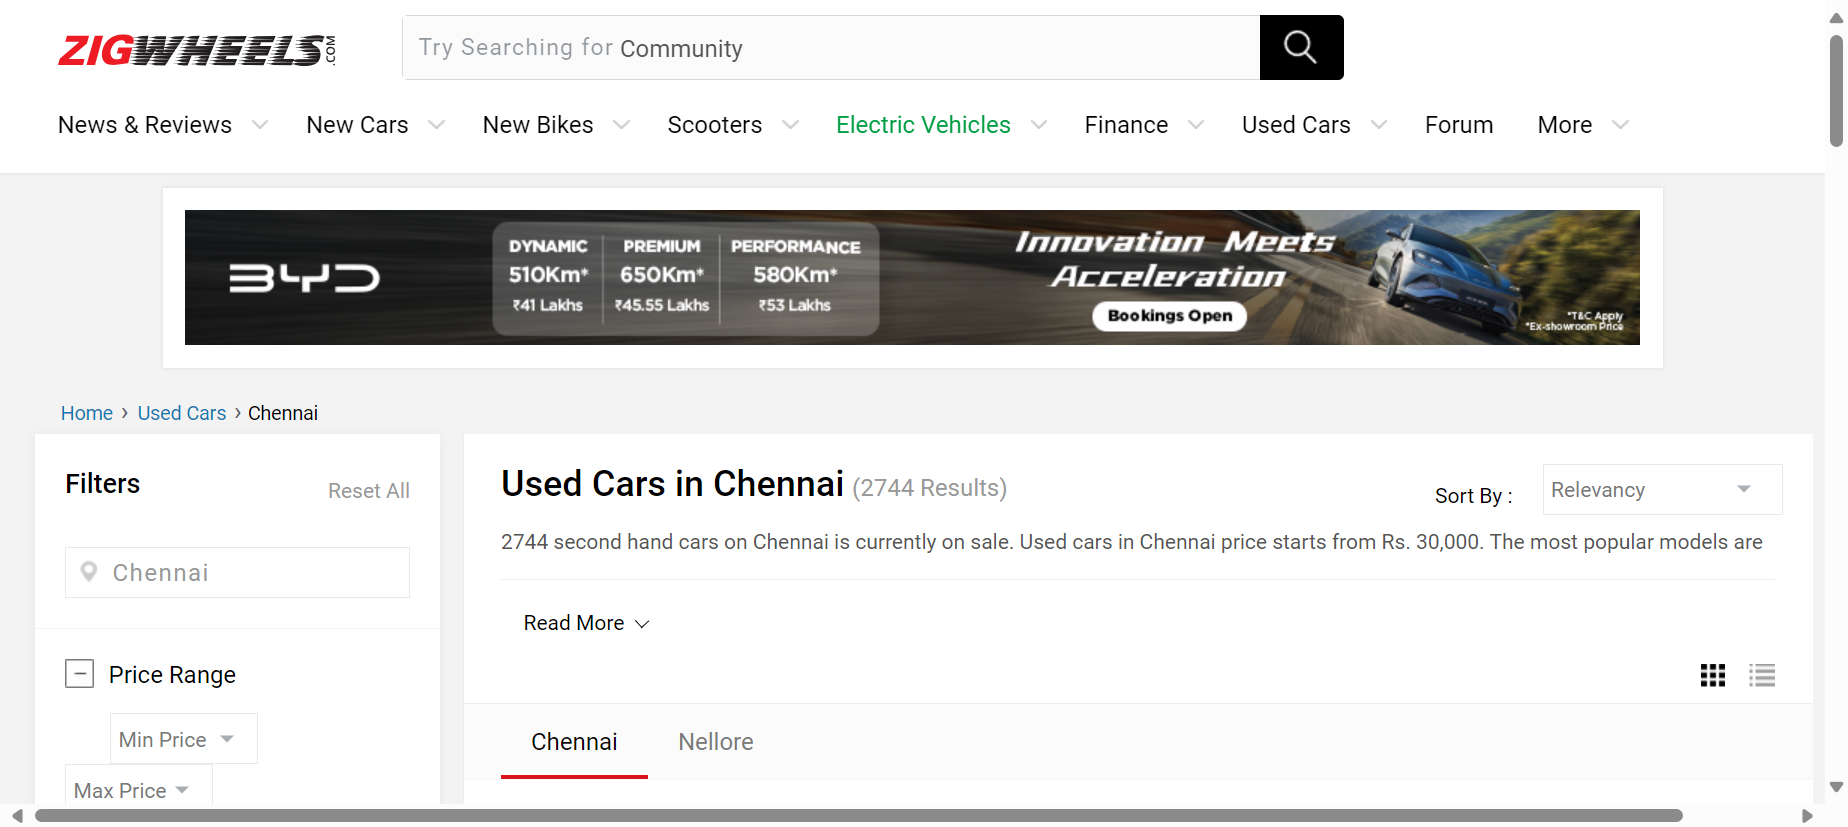 ZIGWHEELS.COM
Try Searching for Community
News & Reviews New Cars New Bikes Scooters Electric Vehicles Finance Used Cars Forum More
BYD
DYNAMIC PREMIUM PERFORMANCE
510Km* 650Km* 580Km*
₹41 Lakhs ₹45.55 Lakhs ₹53 Lakhs
Innovation Meets
Acceleration
Bookings Open
*T&C Apply
*Ex-showroom Price
Home › Used Cars › Chennai
Filters
Reset All
Chennai
Price Range
Min Price
Max Price
Used Cars in Chennai (2744 Results)
Sort By : Relevancy
2744 second hand cars on Chennai is currently on sale. Used cars in Chennai price starts from Rs. 30,000. The most popular models are
Read More
Chennai Nellore